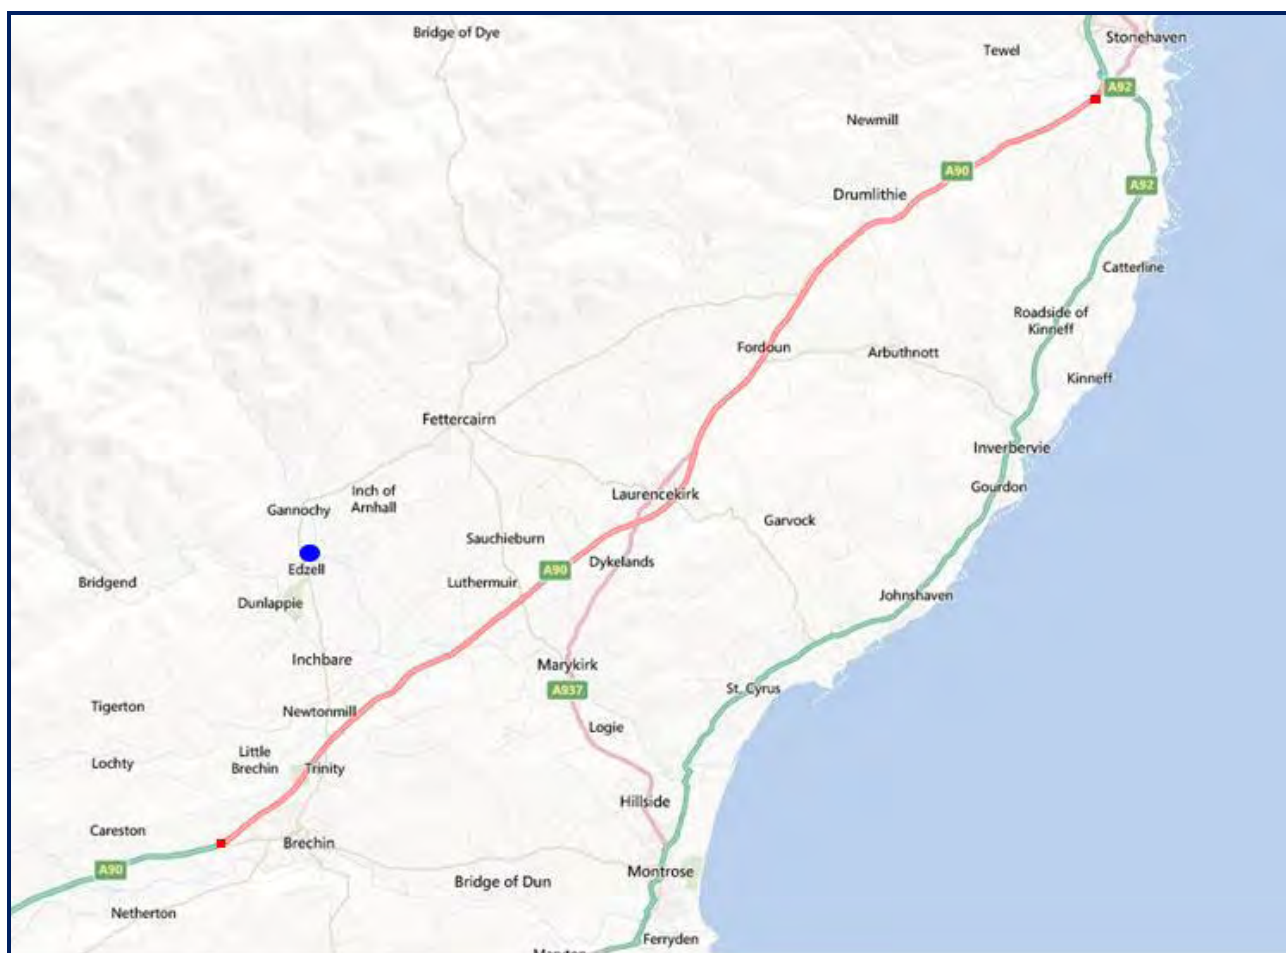 Bridge of Dye
Stonehaven
Tewel
A92
Newmill
A90
A92
Drumlithie
Catterline
Roadside of
Kinneff
Fordoun
Arbuthnott
Kinneff
Fettercairn
Inverbervie
Gourdon
Inch of
Arnhall
Laurencekirk
Gannochy
Garvock
Sauchieburn
Dykelands
A90
Edzell
Luthermuir
Bridgend
Johnshaven
Dunlappie
Inchbare
Marykirk
A937
St. Cyrus
Tigerton
Newtonmill
Logie
Little
Brechin
Lochty
Trinity
Hillside
Careston
Brechin
A90
Montrose
Bridge of Dun
Netherton
Ferryden